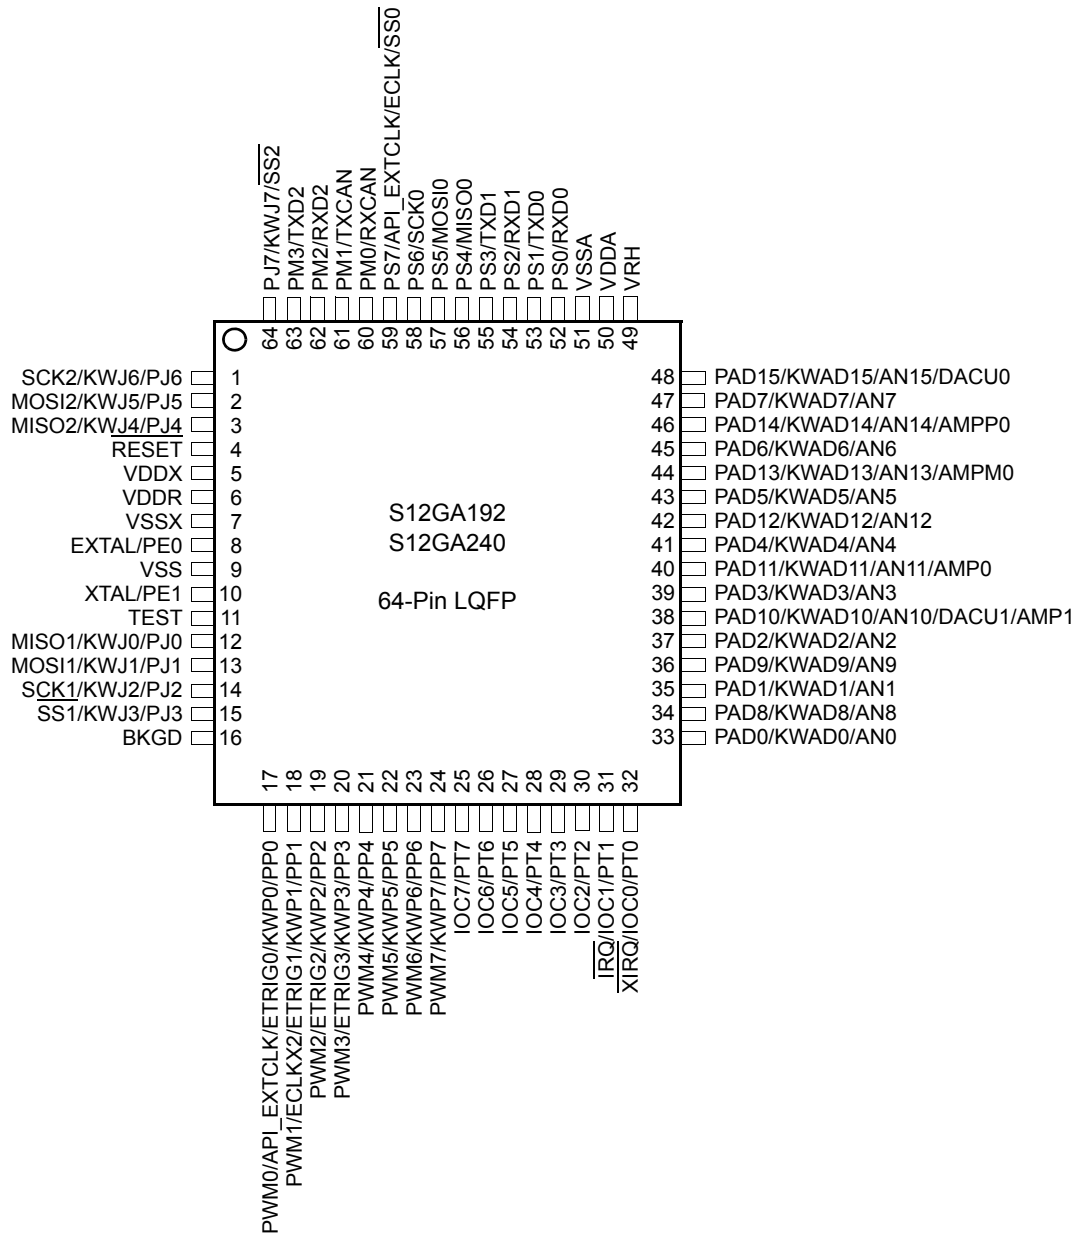 PJ7/KWJ7/SS2
PM3/TXD2
PM2/RXD2
PM1/TXCAN
PM0/RXCAN
PS7/API_EXTCLK/ECLK/SS0
PS6/SCK0
PS5/MOSI0
PS4/MISO0
PS3/TXD1
PS2/RXD1
PS1/TXD0
PS0/RXD0
VSSA
VDDA
VRH
64
63
62
61
60
59
58
57
56
55
54
53
52
51
50
49
SCK2/KWJ6/PJ6 1
MOSI2/KWJ5/PJ5 2
MISO2/KWJ4/PJ4 3
RESET 4
VDDX 5
VDDR 6
VSSX 7
EXTAL/PE0 8
VSS 9
XTAL/PE1 10
TEST 11
MISO1/KWJ0/PJ0 12
MOSI1/KWJ1/PJ1 13
SCK1/KWJ2/PJ2 14
SS1/KWJ3/PJ3 15
BKGD 16
S12GA192
S12GA240
64-Pin LQFP
48 PAD15/KWAD15/AN15/DACU0
47 PAD7/KWAD7/AN7
46 PAD14/KWAD14/AN14/AMPP0
45 PAD6/KWAD6/AN6
44 PAD13/KWAD13/AN13/AMPM0
43 PAD5/KWAD5/AN5
42 PAD12/KWAD12/AN12
41 PAD4/KWAD4/AN4
40 PAD11/KWAD11/AN11/AMP0
39 PAD3/KWAD3/AN3
38 PAD10/KWAD10/AN10/DACU1/AMP1
37 PAD2/KWAD2/AN2
36 PAD9/KWAD9/AN9
35 PAD1/KWAD1/AN1
34 PAD8/KWAD8/AN8
33 PAD0/KWAD0/AN0
17
18
19
20
21
22
23
24
25
26
27
28
29
30
31
32
PWM0/API_EXTCLK/ETRIG0/KWP0/PP0
PWM1/ECLKX2/ETRIG1/KWP1/PP1
PWM2/ETRIG2/KWP2/PP2
PWM3/ETRIG3/KWP3/PP3
PWM4/KWP4/PP4
PWM5/KWP5/PP5
PWM6/KWP6/PP6
PWM7/KWP7/PP7
IOC7/PT7
IOC6/PT6
IOC5/PT5
IOC4/PT4
IOC3/PT3
IOC2/PT2
IRQ/IOC1/PT1
XIRQ/IOC0/PT0